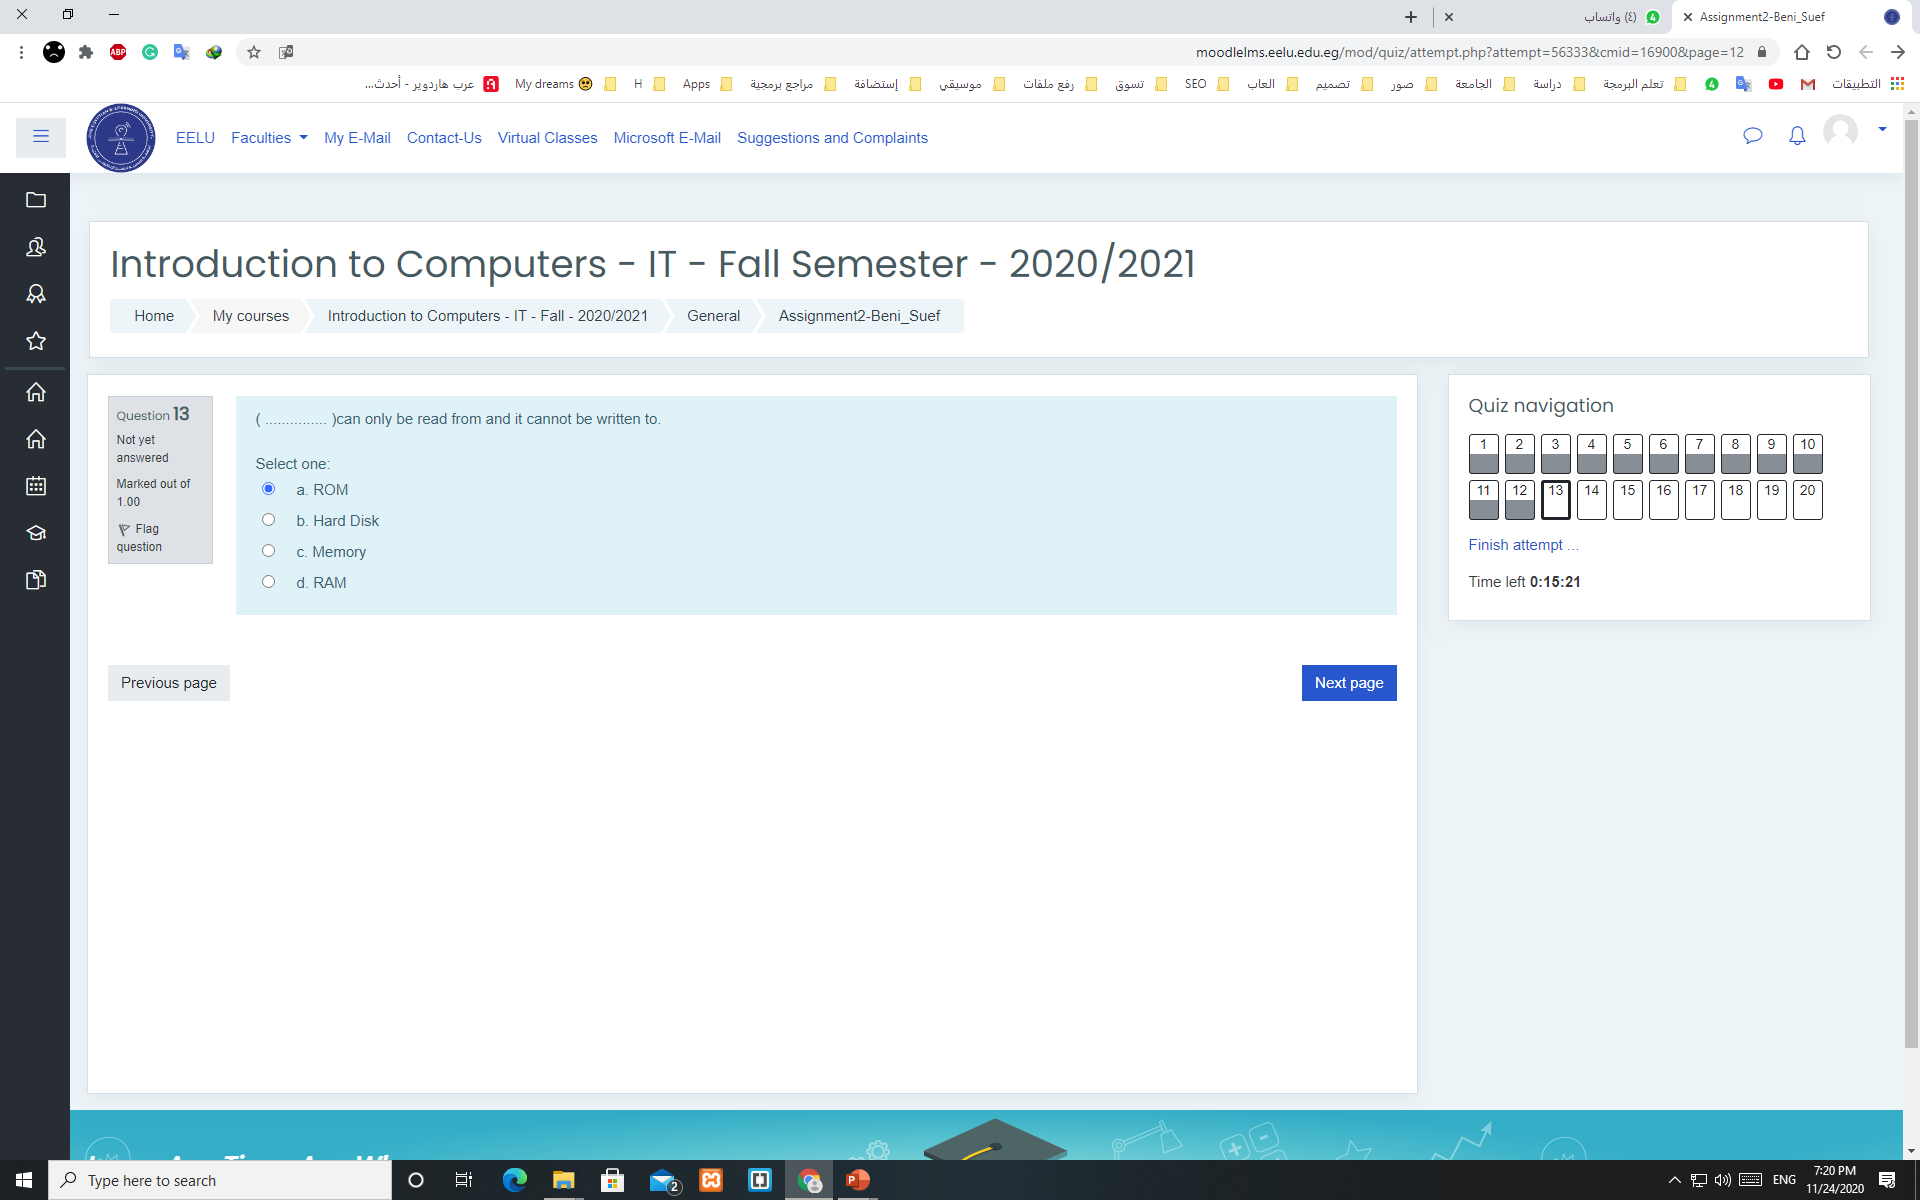 (٤) واتساب
Assignment2-Beni_Suef
moodlelms.eelu.edu.eg/mod/quiz/attempt.php?attempt=56333&cmid=16900&page=12
ABP
عرب هاردوير - أحدث...
My dreams
H
Apps
مراجع برمجية
إستضافة
موسيقي
رفع ملفات
تسوق
SEO
العاب
تصميم
صور
الجامعة
دراسة
تعلم البرمجة
التطبيقات
EELU
Faculties
My E-Mail
Contact-Us
Virtual Classes
Microsoft E-Mail
Suggestions and Complaints
Introduction to Computers - IT - Fall Semester - 2020/2021
Home
My courses
Introduction to Computers - IT - Fall - 2020/2021
General
Assignment2-Beni_Suef
Question 13
Not yet
answered
Marked out of
1.00
Flag
question
( ............... )can only be read from and it cannot be written to.
Select one:
a. ROM
b. Hard Disk
c. Memory
d. RAM
Previous page
Next page
Quiz navigation
1 2 3 4 5 6 7 8 9 10
11 12 13 14 15 16 17 18 19 20
Finish attempt ...
Time left 0:15:21
Type here to search
2
ENG
7:20 PM
11/24/2020